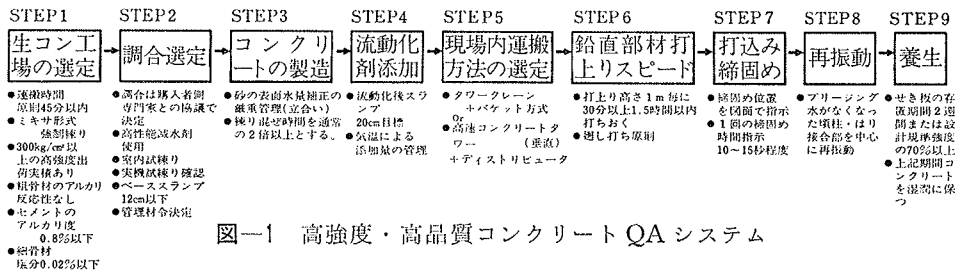 STEP1
生コン工
場の選定
●運搬時間
原則45分以内
●ミキサ形式
強制練り
●300kg/cm²以
上の高強度出
荷実績あり
●粗骨材のアルカリ
反応性なし
●セメントの
アルカリ度
0.8%以下
●細骨材
塩分0.02%以下
STEP2
調合選定
●調合は購入者側
専門家との協議で
決定
●高性能減水剤
使用
●室内試練り
●実機試練り確認
●ベーススランプ
12cm以下
●管理材令決定
STEP3
コンクリ
ートの製造
●砂の表面水量補正の
厳重管理(立合い)
●練り混ぜ時間を通常
の2倍以上とする。
STEP4
流動化
剤添加
●流動化後スラ
ンプ
20cm目標
●気温による
添加量の管理
STEP5
現場内運搬
方法の選定
●タワークレーン
+バケット方式
or
●高速コンクリートタ
ワー (垂直)
+ディストリビュータ
STEP6
鉛直部材打
上りスピード
●打上り高さ1m毎に
30分以上1.5時間以内
打ちおく
●廻し打ち原則
STEP7
打込み
締固め
●締固め位置
を図面で指示
●1回の締固め
時間指示
10~15秒程度
STEP8
再振動
●ブリージング
水がなくなっ
た頃柱・はり
接合部を中心
に再振動
STEP9
養生
●せき板の存
置期間2週
間または設
計規準強度
の70%以上
●上記期間コ
ンクリート
を湿潤に保
つ
図―1 高強度・高品質コンクリートQAシステム